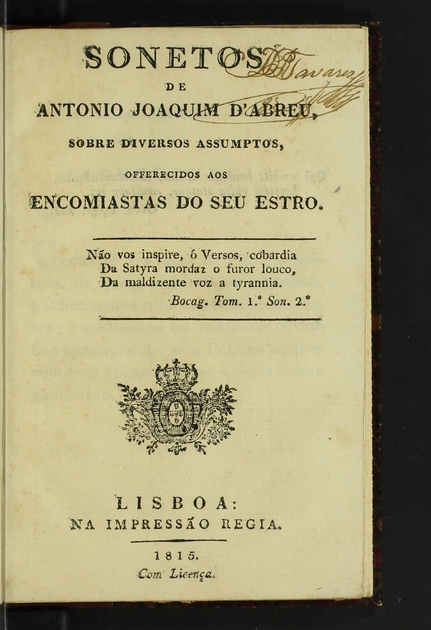 SONETOS
Tavares
DE
ANTONIO JOAQUIM D'ABREU,
SOBRE DIVERSOS ASSUMPTOS,
OFFERECIDOS AOS
ENCOMIASTAS DO SEU ESTRO.
Não vos inspire, ó Versos, cobardia
Da Satyra mordaz o furor louco,
Da maldizente voz a tyrannia.
Bocag. Tom. 1.º Son. 2.º
LISBOA:
NA IMPRESSÃO REGIA.
1815.
Com Licença.